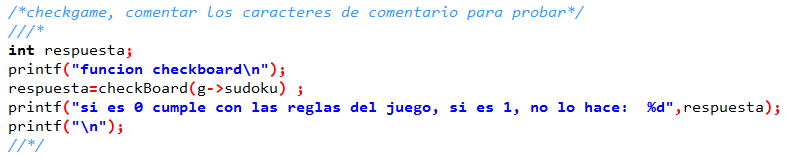 /*checkgame, comentar los caracteres de comentario para probar*/
///*
int respuesta;
printf("funcion checkboard\n");
respuesta=checkBoard(g->sudoku) ;
printf("si es 0 cumple con las reglas del juego, si es 1, no lo hace:  %d",respuesta);
printf("\n");
//*/